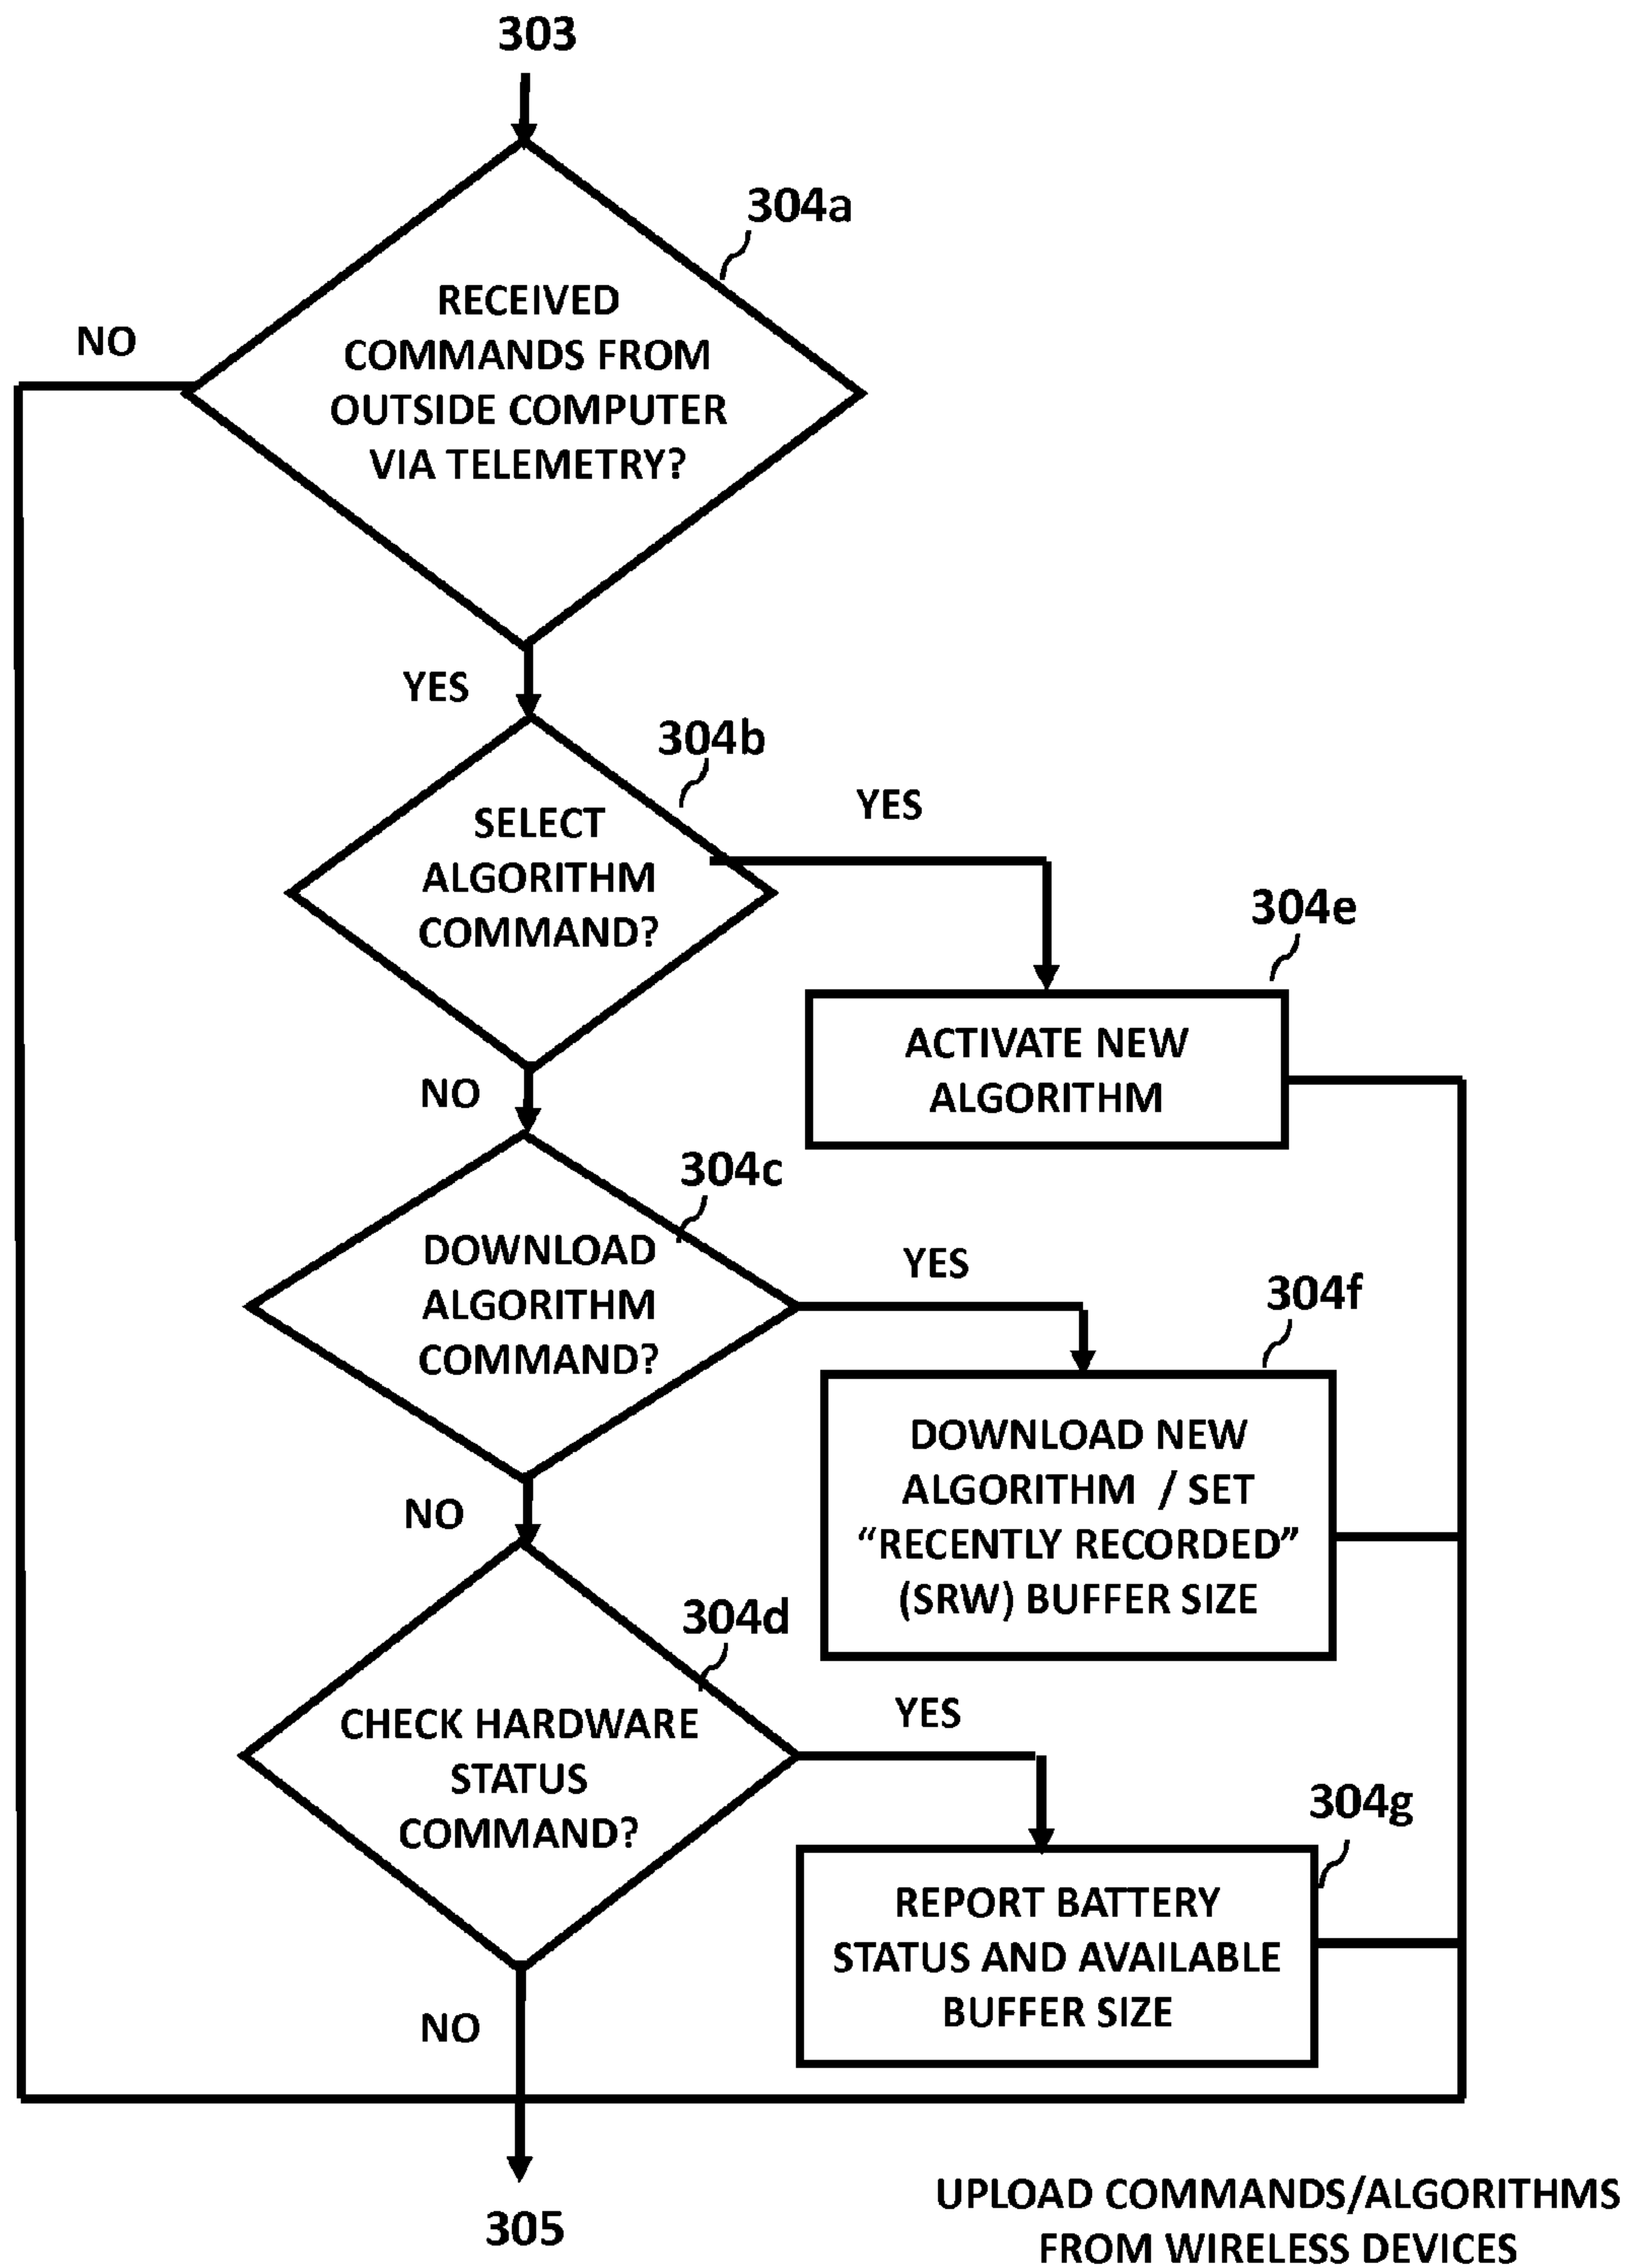 303
304a
RECEIVED
COMMANDS FROM
OUTSIDE COMPUTER
VIA TELEMETRY?
NO
YES
304b
SELECT
ALGORITHM
COMMAND?
YES
304e
ACTIVATE NEW
ALGORITHM
NO
304c
DOWNLOAD
ALGORITHM
COMMAND?
YES
304f
DOWNLOAD NEW
ALGORITHM / SET
“RECENTLY RECORDED”
(SRW) BUFFER SIZE
NO
304d
CHECK HARDWARE
STATUS
COMMAND?
YES
304g
REPORT BATTERY
STATUS AND AVAILABLE
BUFFER SIZE
NO
305
UPLOAD COMMANDS/ALGORITHMS
FROM WIRELESS DEVICES